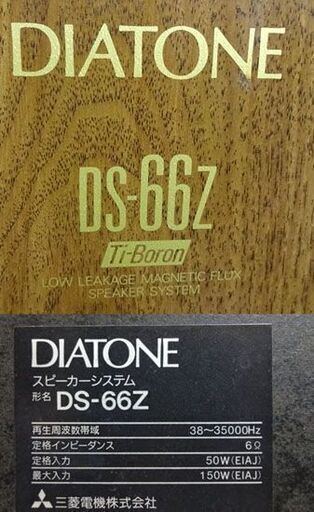 DIATONE
DS-66Z
Ti-Boron
LOW LEAKAGE MAGNETIC FLUX
SPEAKER SYSTEM
DIATONE
スピーカーシステム
形名 DS-66Z
再生周波数帯域 38〜35000Hz
定格インピーダンス 6Ω
定格入力 50W(EIAJ)
最大入力 150W(EIAJ)
三菱電機株式会社